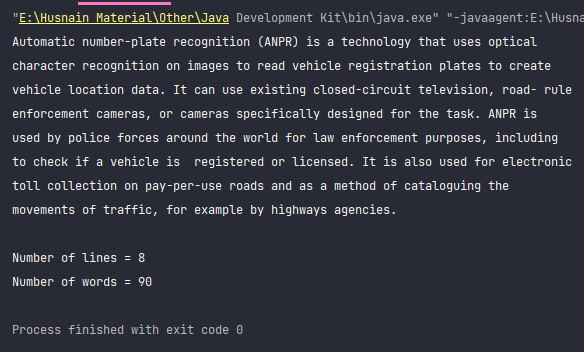 "E:\Husnain Material\Other\Java Development Kit\bin\java.exe" "-javaagent:E:\Husna
Automatic number-plate recognition (ANPR) is a technology that uses optical
character recognition on images to read vehicle registration plates to create
vehicle location data. It can use existing closed-circuit television, road- rule
enforcement cameras, or cameras specifically designed for the task. ANPR is
used by police forces around the world for law enforcement purposes, including
to check if a vehicle is  registered or licensed. It is also used for electronic
toll collection on pay-per-use roads and as a method of cataloguing the
movements of traffic, for example by highways agencies.
Number of lines = 8
Number of words = 90
Process finished with exit code 0